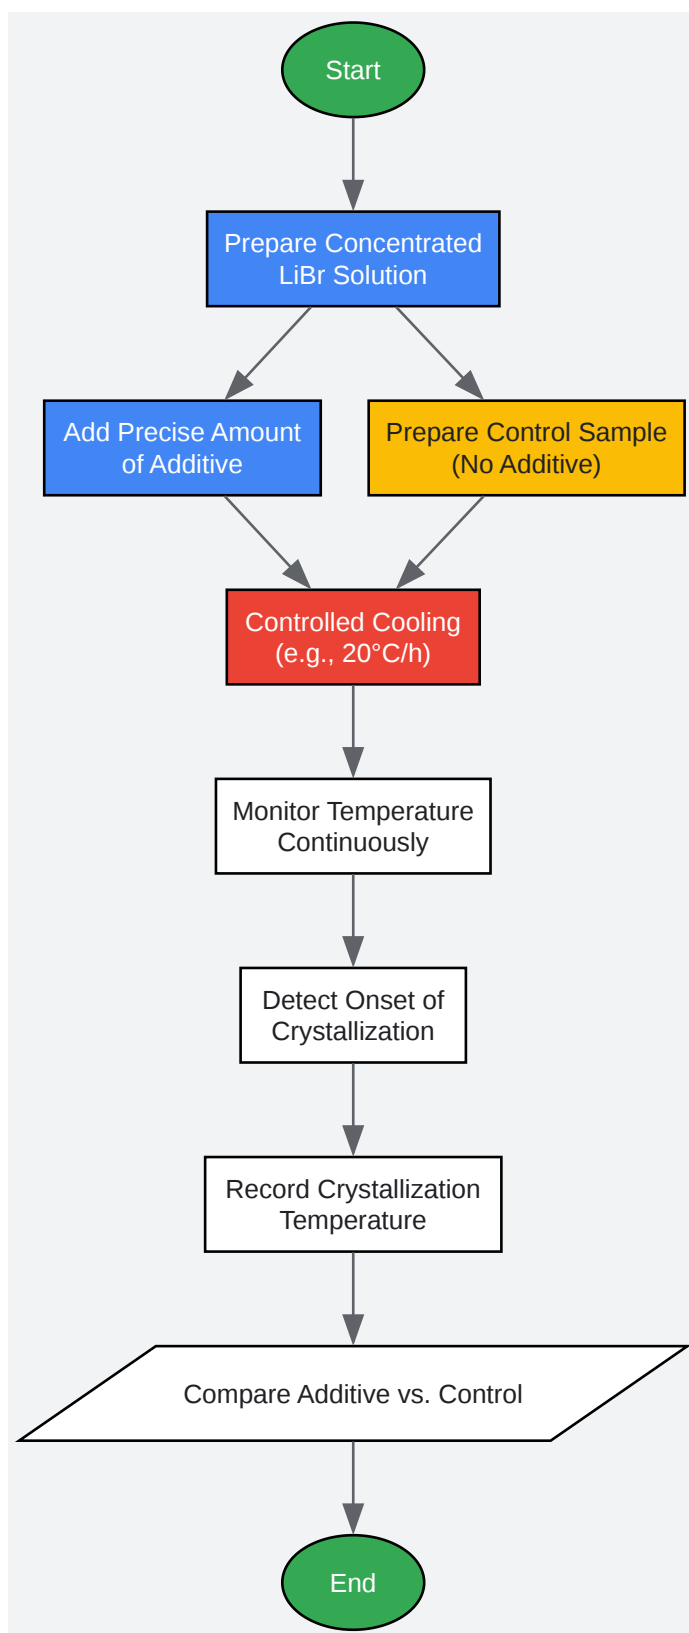 Start
Prepare Concentrated
LiBr Solution
Add Precise Amount
of Additive
Prepare Control Sample
(No Additive)
Controlled Cooling
(e.g., 20°C/h)
Monitor Temperature
Continuously
Detect Onset of
Crystallization
Record Crystallization
Temperature
Compare Additive vs. Control
End